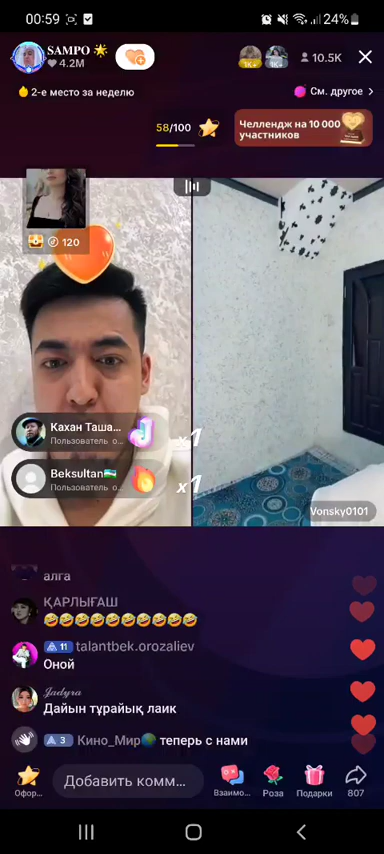 00:59
24%
SAMPO 🌟
4.2M
1K+
1K+
10.5K
2-е место за неделю
См. другое >
58/100
Челлендж на 10 000
участников
120
Кахан Таша...
Пользователь о...
x1
Beksultan🇺🇿
Пользователь о...
x1
Vonsky0101
алга
ҚАРЛЫҒАШ
🤣🤣🤣🤣🤣🤣🤣🤣🤣🤣
11 talantbek.orozaliev
Оной
Jadyra
Дайын тұрайық лаик
3 Кино_Мир🌍 теперь с нами
Добавить комм...
Офор...
Взаимо...
Роза
Подарки
807